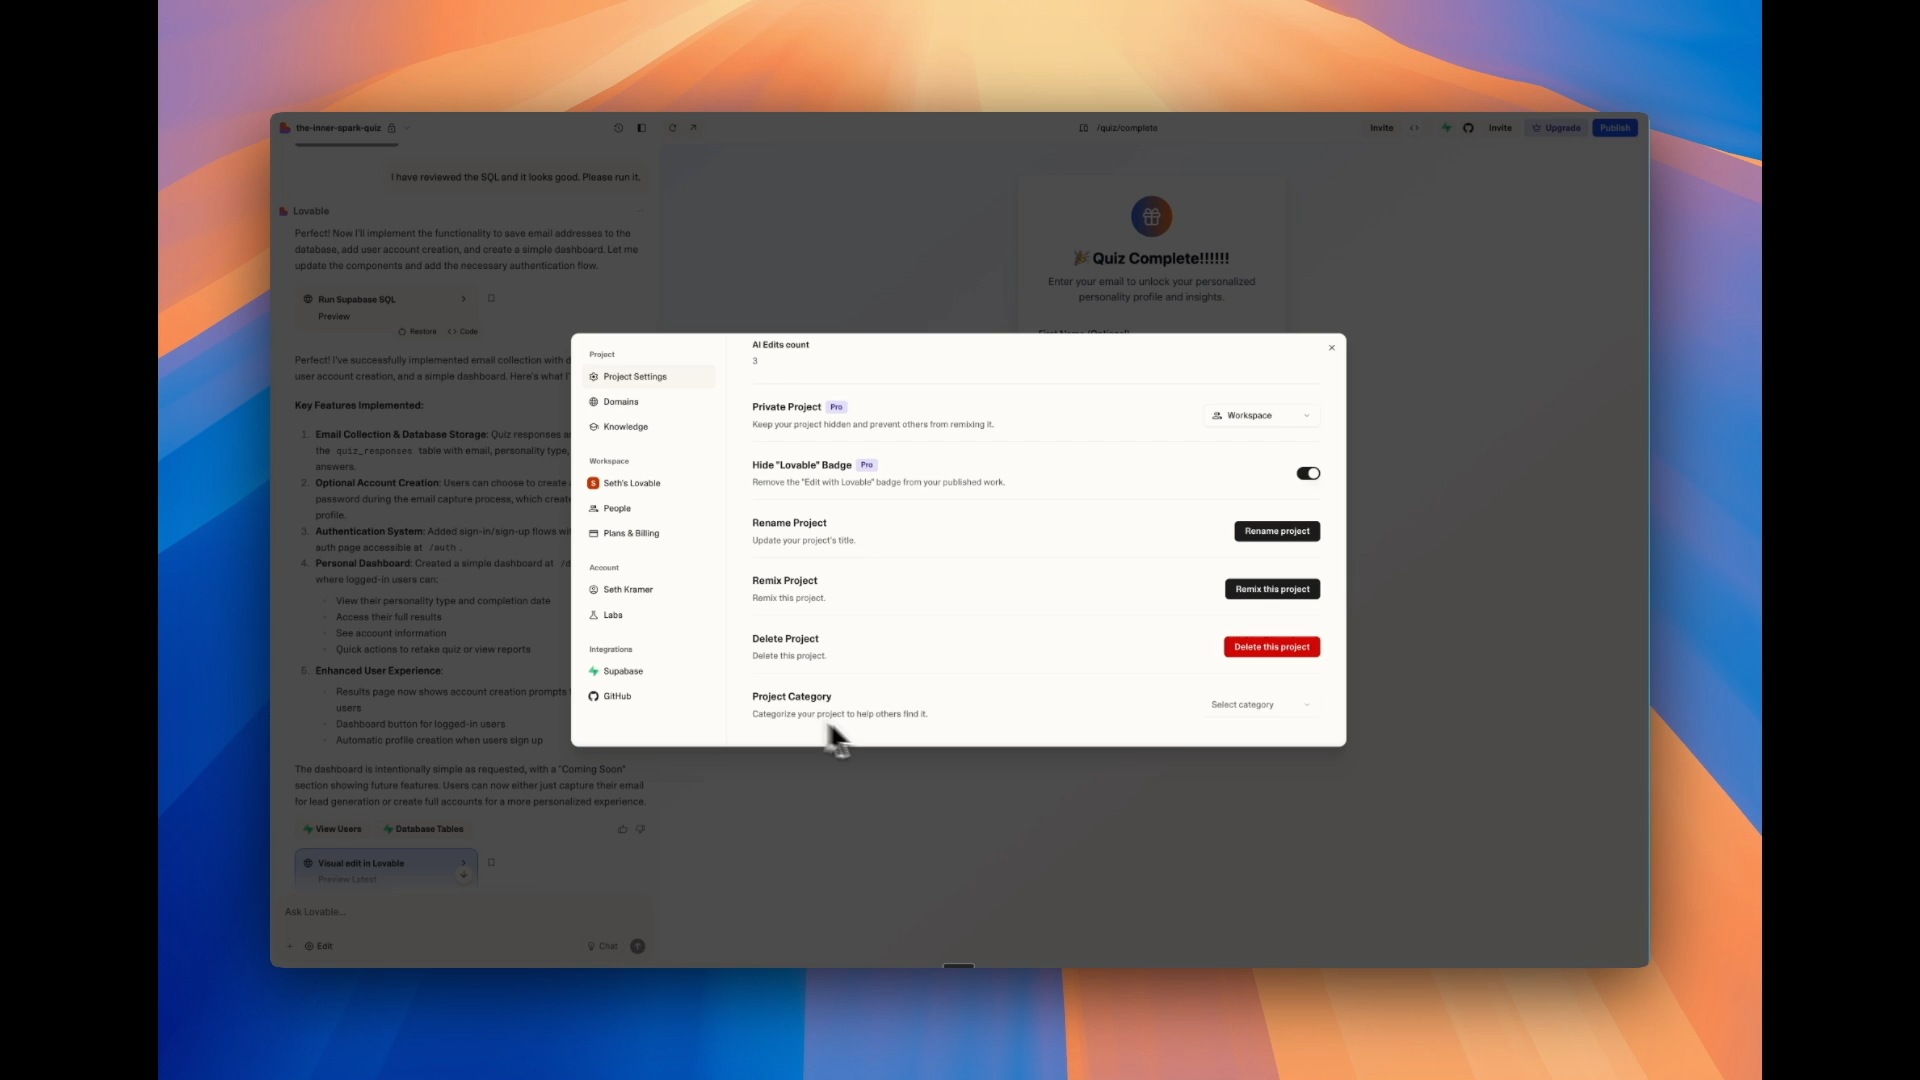 the-inner-spark-quiz
/quiz/complete
Invite
Invite
Upgrade
Publish
I have reviewed the SQL and it looks good. Please run it.
Lovable
Perfect! Now I'll implement the functionality to save email addresses to the
database, add user account creation, and create a simple dashboard. Let me
update the components and add the necessary authentication flow.
Run Supabase SQL
Preview
Restore
Code
Perfect! I've successfully implemented email collection with d
user account creation, and a simple dashboard. Here's what I'
Key Features Implemented:
1. Email Collection & Database Storage: Quiz responses a
the quiz_responses table with email, personality type,
answers.
2. Optional Account Creation: Users can choose to create
password during the email capture process, which create
profile.
3. Authentication System: Added sign-in/sign-up flows wi
auth page accessible at /auth .
4. Personal Dashboard: Created a simple dashboard at /d
where logged-in users can:
View their personality type and completion date
Access their full results
See account information
Quick actions to retake quiz or view reports
5. Enhanced User Experience:
Results page now shows account creation prompts
users
Dashboard button for logged-in users
Automatic profile creation when users sign up
The dashboard is intentionally simple as requested, with a "Coming Soon"
section showing future features. Users can now either just capture their email
for lead generation or create full accounts for a more personalized experience.
View Users
Database Tables
Visual edit in Lovable
Preview Latest
Ask Lovable...
Edit
Chat
🎉 Quiz Complete!!!!!!
Enter your email to unlock your personalized
personality profile and insights.
First Name (Optional)
Project
Project Settings
Domains
Knowledge
Workspace
S
Seth's Lovable
People
Plans & Billing
Account
Seth Kramer
Labs
Integrations
Supabase
GitHub
AI Edits count
3
Private Project Pro
Keep your project hidden and prevent others from remixing it.
Workspace
Hide "Lovable" Badge Pro
Remove the "Edit with Lovable" badge from your published work.
Rename Project
Update your project's title.
Rename project
Remix Project
Remix this project.
Remix this project
Delete Project
Delete this project.
Delete this project
Project Category
Categorize your project to help others find it.
Select category